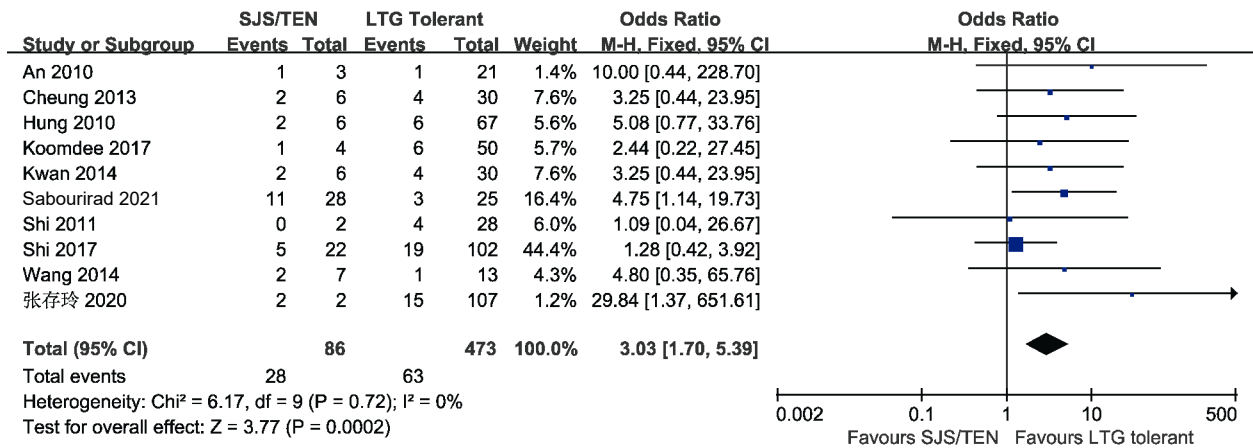 SJS/TEN LTG Tolerant Odds Ratio Odds Ratio
Study or Subgroup Events Total Events Total Weight M-H, Fixed, 95% CI M-H, Fixed, 95% CI
An 2010 1 3 1 21 1.4% 10.00 [0.44, 228.70]
Cheung 2013 2 6 4 30 7.6% 3.25 [0.44, 23.95]
Hung 2010 2 6 6 67 5.6% 5.08 [0.77, 33.76]
Koomdee 2017 1 4 6 50 5.7% 2.44 [0.22, 27.45]
Kwan 2014 2 6 4 30 7.6% 3.25 [0.44, 23.95]
Sabourirad 2021 11 28 3 25 16.4% 4.75 [1.14, 19.73]
Shi 2011 0 2 4 28 6.0% 1.09 [0.04, 26.67]
Shi 2017 5 22 19 102 44.4% 1.28 [0.42, 3.92]
Wang 2014 2 7 1 13 4.3% 4.80 [0.35, 65.76]
张存玲 2020 2 2 15 107 1.2% 29.84 [1.37, 651.61]
Total (95% CI) 86 473 100.0% 3.03 [1.70, 5.39]
Total events 28 63
Heterogeneity: Chi² = 6.17, df = 9 (P = 0.72); I² = 0%
Test for overall effect: Z = 3.77 (P = 0.0002)
0.002 0.1 1 10 500
Favours SJS/TEN Favours LTG tolerant